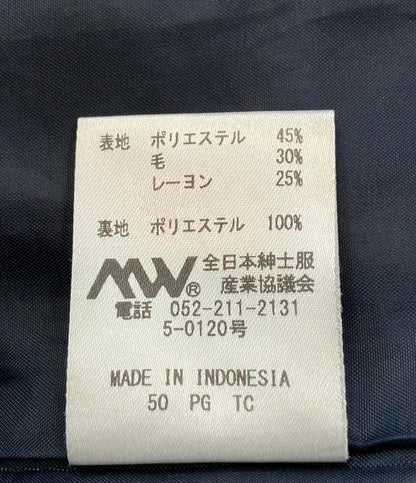 表地 ポリエステル 45%
毛 30%
レーヨン 25%
裏地 ポリエステル 100%
MW® 全日本紳士服
産業協議会
電話 052-211-2131
5-0120号
MADE IN INDONESIA
50 PG TC